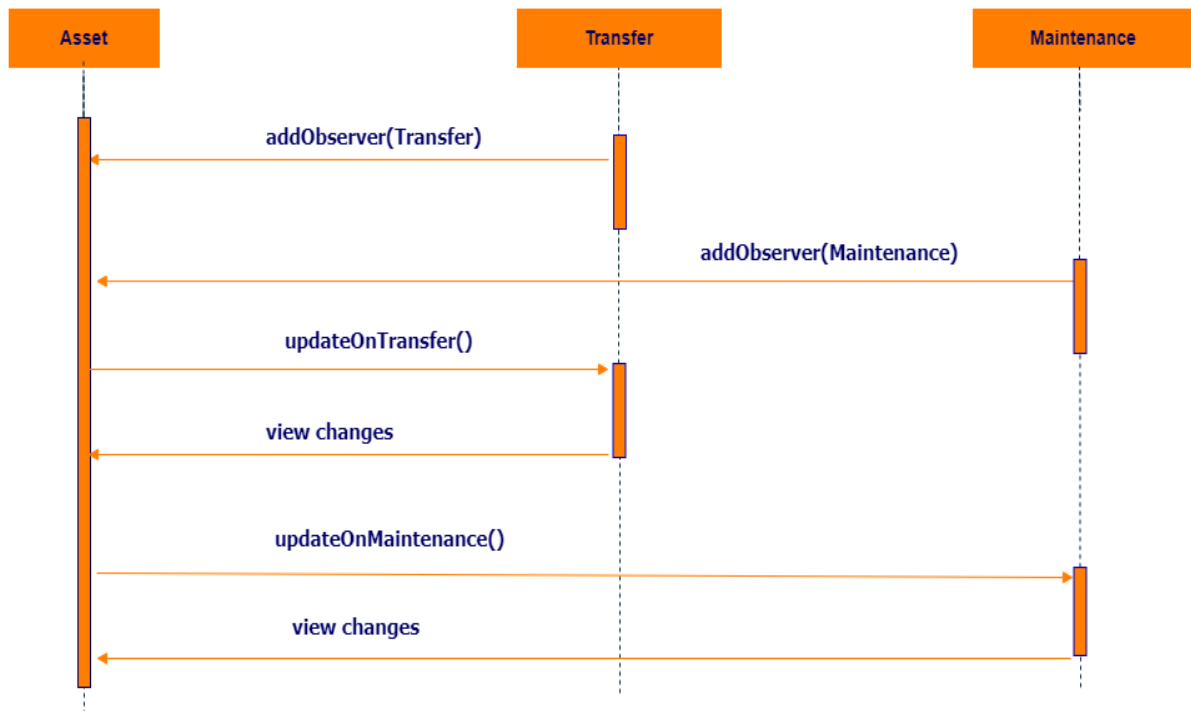 Asset
Transfer
Maintenance
addObserver(Transfer)
addObserver(Maintenance)
updateOnTransfer()
view changes
updateOnMaintenance()
view changes